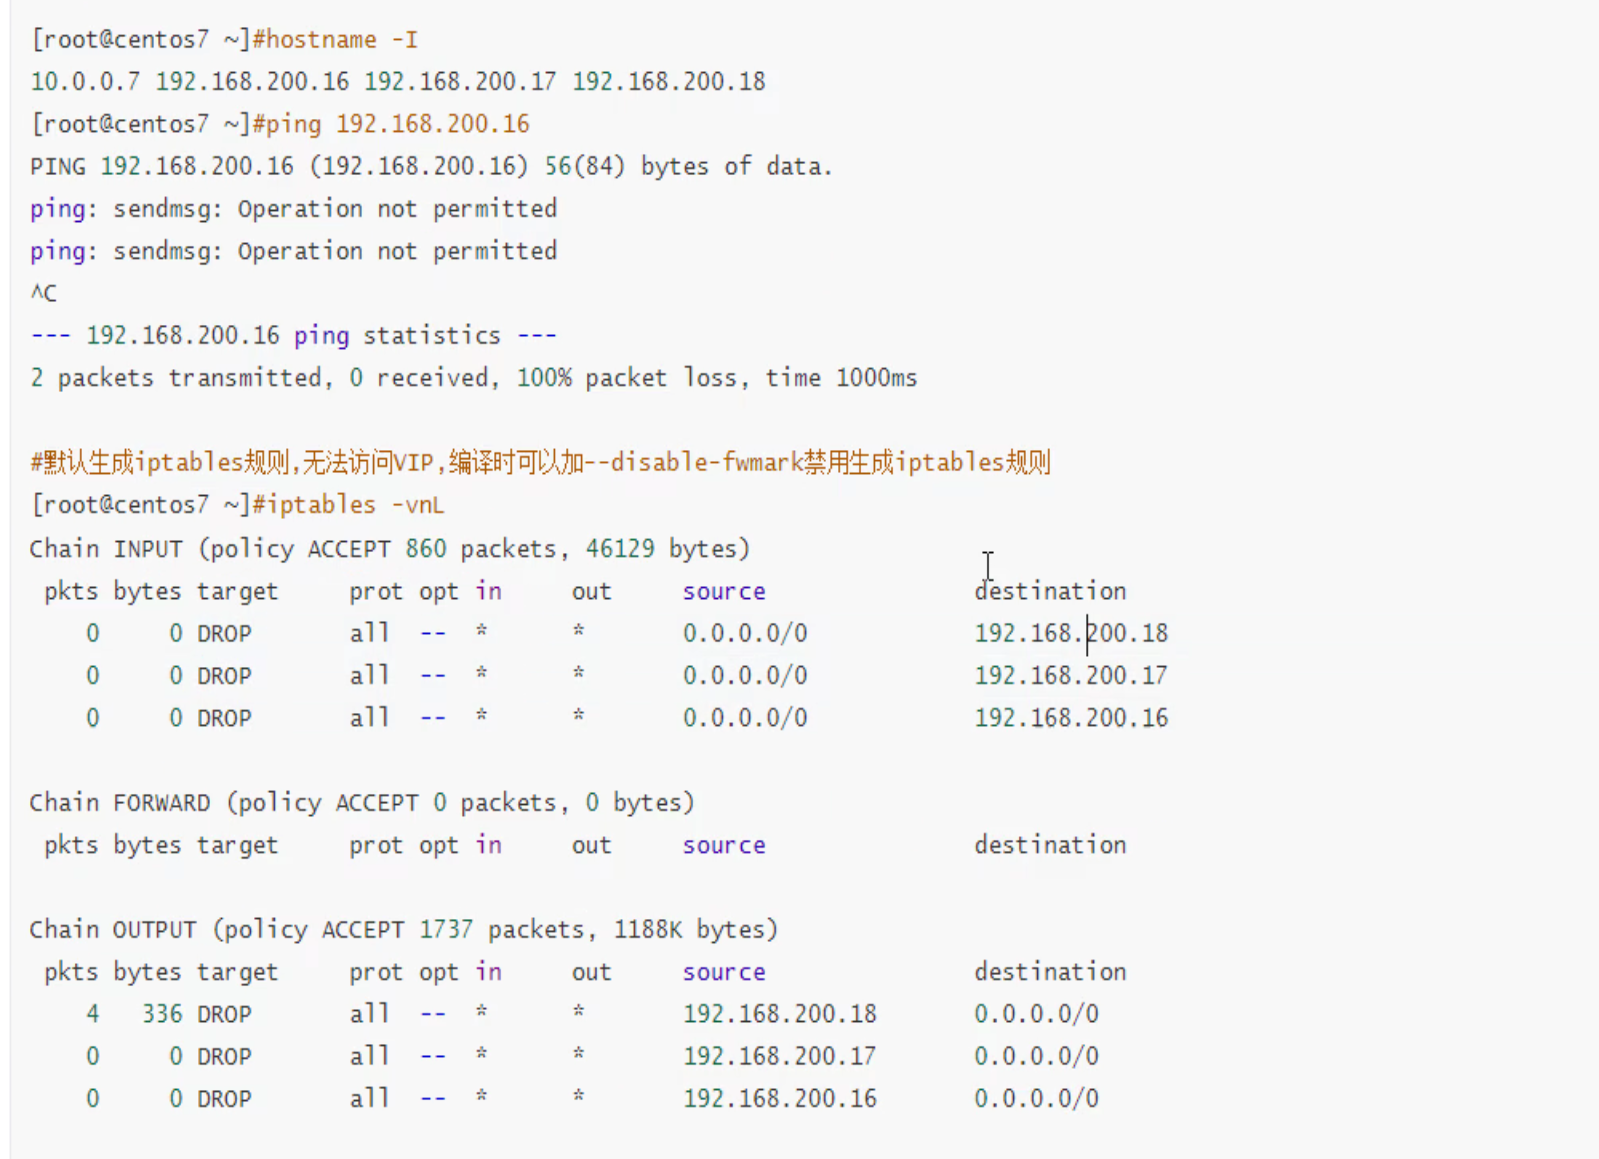 [root@centos7 ~]#hostname -I
10.0.0.7 192.168.200.16 192.168.200.17 192.168.200.18
[root@centos7 ~]#ping 192.168.200.16
PING 192.168.200.16 (192.168.200.16) 56(84) bytes of data.
ping: sendmsg: Operation not permitted
ping: sendmsg: Operation not permitted
^C
--- 192.168.200.16 ping statistics ---
2 packets transmitted, 0 received, 100% packet loss, time 1000ms
#默认生成iptables规则,无法访问VIP,编译时可以加--disable-fwmark禁用生成iptables规则
[root@centos7 ~]#iptables -vnL
Chain INPUT (policy ACCEPT 860 packets, 46129 bytes)
pkts bytes target prot opt in out source destination
0 0 DROP all -- * * 0.0.0.0/0 192.168.200.18
0 0 DROP all -- * * 0.0.0.0/0 192.168.200.17
0 0 DROP all -- * * 0.0.0.0/0 192.168.200.16
Chain FORWARD (policy ACCEPT 0 packets, 0 bytes)
pkts bytes target prot opt in out source destination
Chain OUTPUT (policy ACCEPT 1737 packets, 1188K bytes)
pkts bytes target prot opt in out source destination
4 336 DROP all -- * * 192.168.200.18 0.0.0.0/0
0 0 DROP all -- * * 192.168.200.17 0.0.0.0/0
0 0 DROP all -- * * 192.168.200.16 0.0.0.0/0